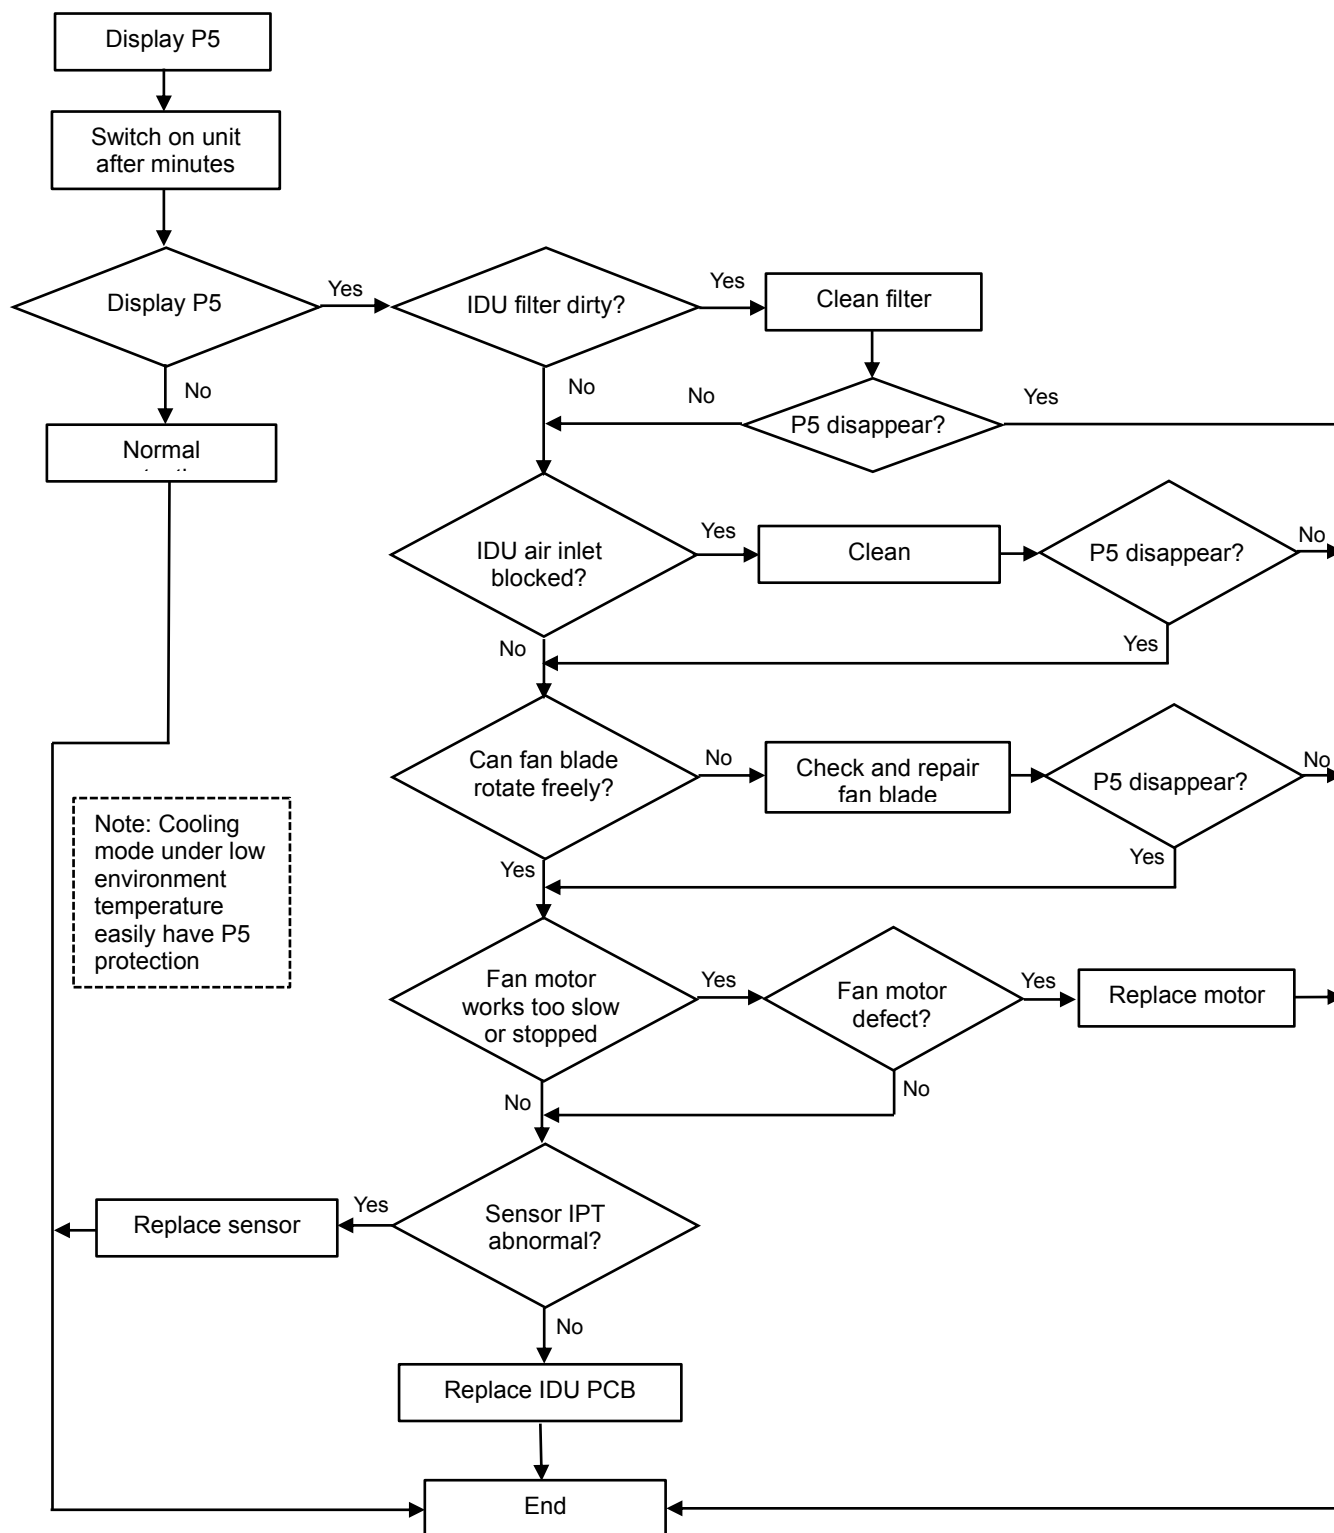 Display P5
Switch on unit
after minutes
Display P5
Yes
IDU filter dirty?
Yes
Clean filter
No
No
No
P5 disappear?
Yes
Normal
IDU air inlet
blocked?
Yes
Clean
P5 disappear?
No
No
Yes
Can fan blade
rotate freely?
No
Check and repair
fan blade
P5 disappear?
No
Yes
Yes
Note: Cooling
mode under low
environment
temperature
easily have P5
protection
Fan motor
works too slow
or stopped
Yes
Fan motor
defect?
Yes
Replace motor
No
No
Replace sensor
Yes
Sensor IPT
abnormal?
No
Replace IDU PCB
End